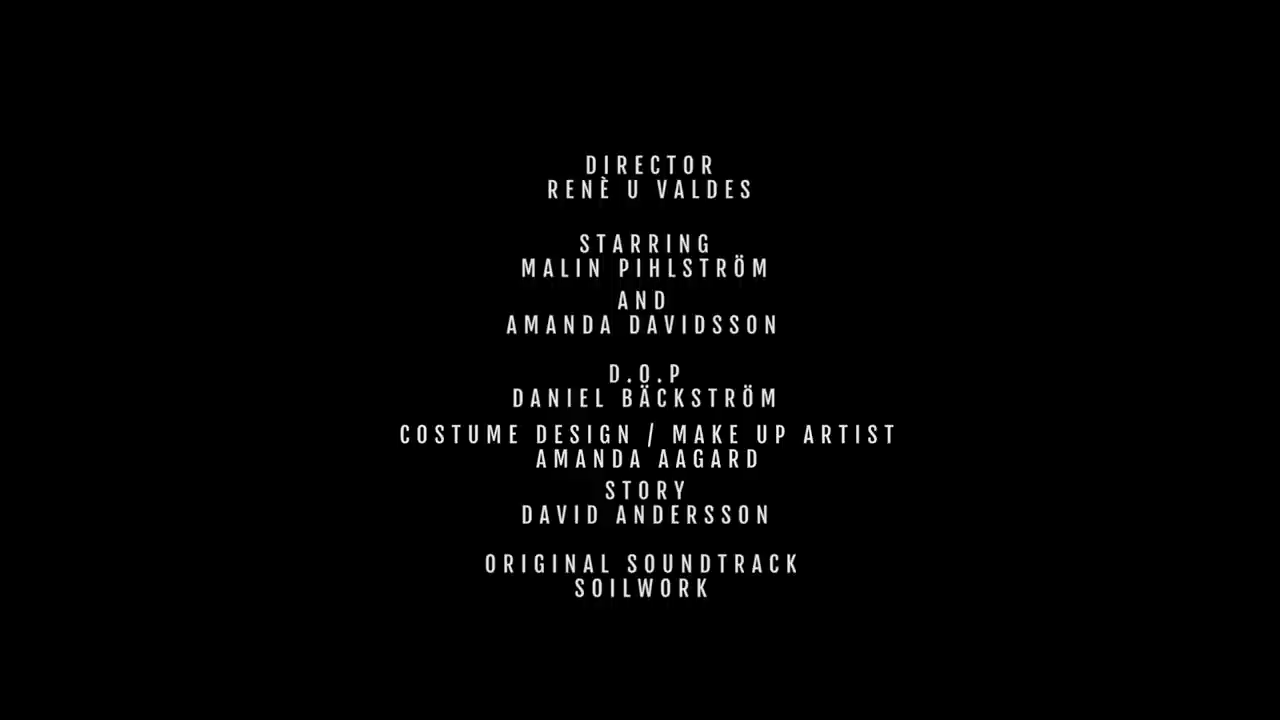 DIRECTOR
RENÈ U VALDES
STARRING
MALIN PIHLSTRÖM
AND
AMANDA DAVIDSSON
D.O.P
DANIEL BÄCKSTRÖM
COSTUME DESIGN / MAKE UP ARTIST
AMANDA AAGARD
STORY
DAVID ANDERSSON
ORIGINAL SOUNDTRACK
SOILWORK